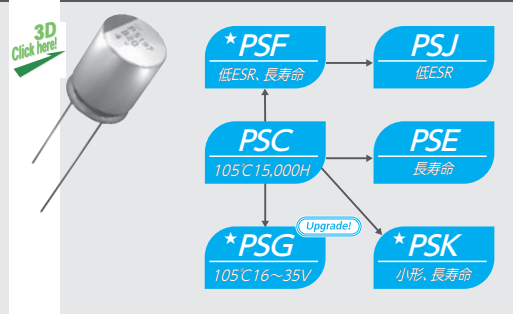 3D
Click here!
★PSF
低ESR、長寿命
PSJ
低ESR
PSC
105℃15,000H
PSE
長寿命
Upgrade!
★PSG
105℃16～35V
★PSK
小形、長寿命